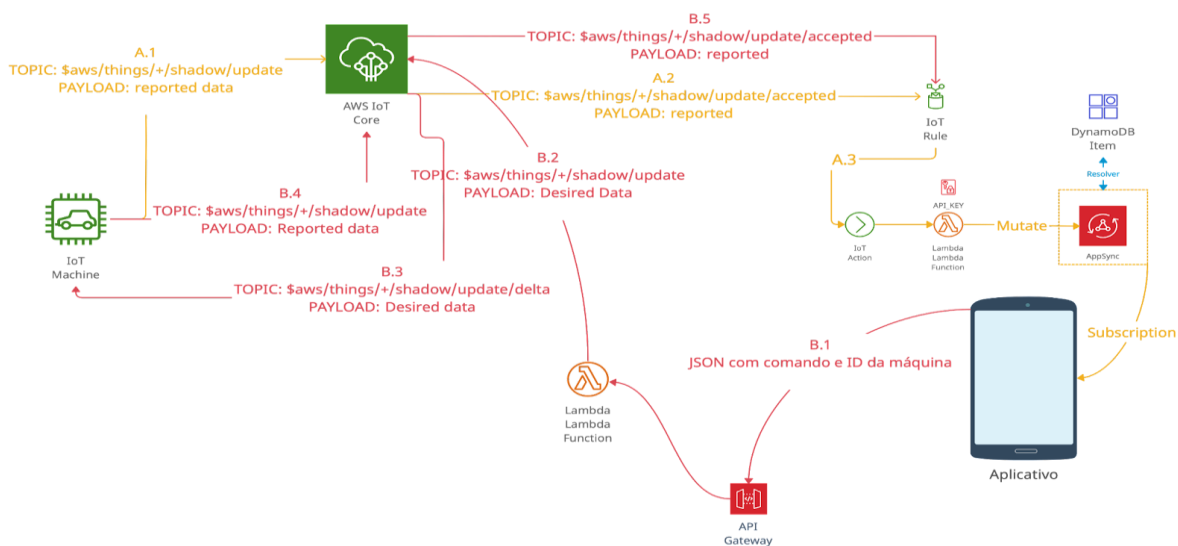 B.5
TOPIC: $aws/things/+/shadow/update/accepted
PAYLOAD: reported
A.1
TOPIC: $aws/things/+/shadow/update
PAYLOAD: reported data
AWS IoT
Core
A.2
TOPIC: $aws/things/+/shadow/update/accepted
PAYLOAD: reported
IoT
Rule
DynamoDB
Item
Resolver
A.3
B.2
TOPIC: $aws/things/+/shadow/update
PAYLOAD: Desired Data
B.4
TOPIC: $aws/things/+/shadow/update
PAYLOAD: Reported data
API_KEY
IoT
Action
Lambda
Lambda
Function
Mutate
AppSync
IoT
Machine
B.3
TOPIC: $aws/things/+/shadow/update/delta
PAYLOAD: Desired data
Subscription
B.1
JSON com comando e ID da máquina
Lambda
Lambda
Function
Aplicativo
API
Gateway